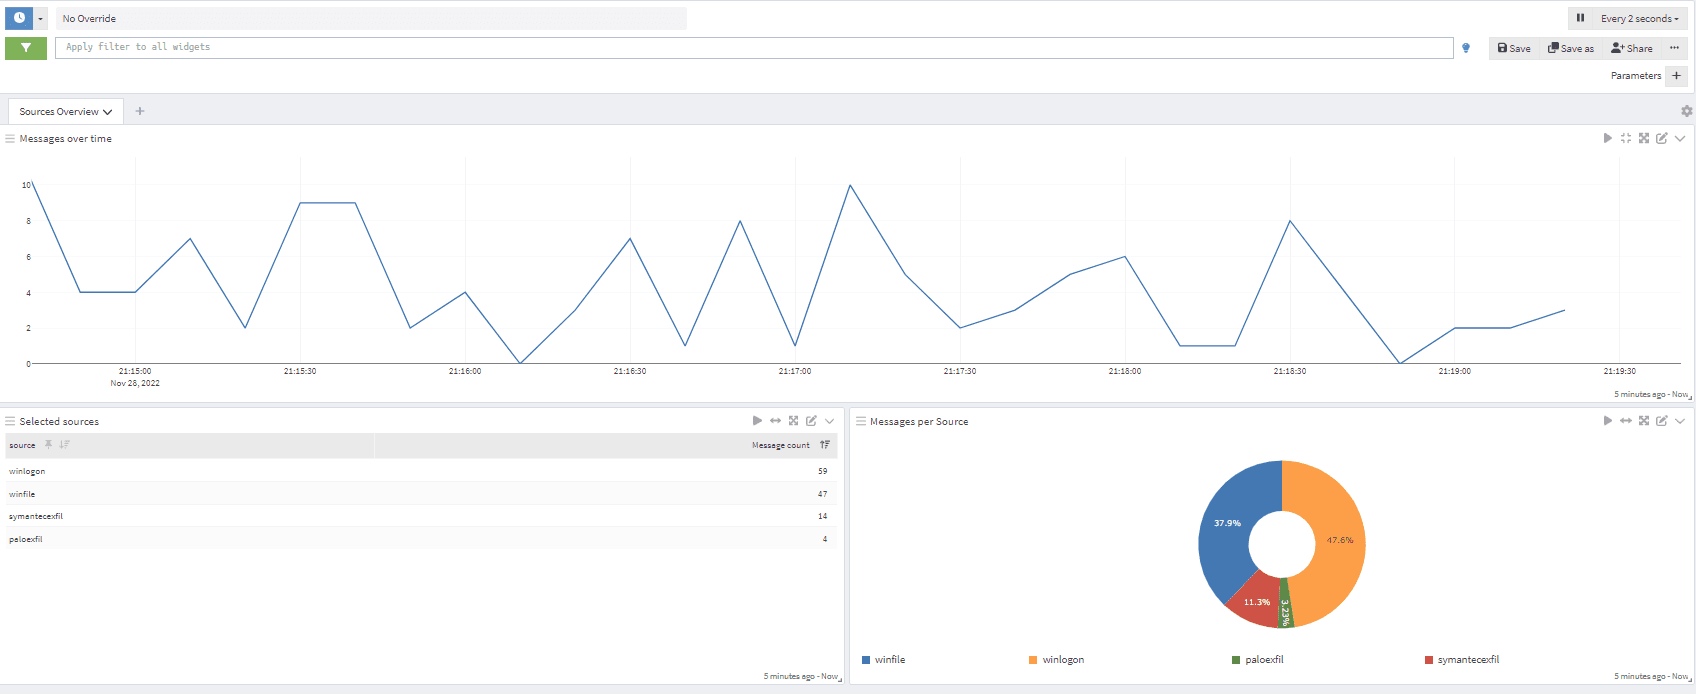 No Override
Every 2 seconds
Apply filter to all widgets
Save
Save as
Share
Parameters
Sources Overview
Messages over time
10
8
6
4
2
0
21:15:00
21:15:30
21:16:00
21:16:30
21:17:00
21:17:30
21:18:00
21:18:30
21:19:00
21:19:30
Nov 28, 2022
5 minutes ago - Now
Selected sources
source
Message count
winlogon 59
winfile 47
symantecexfil 14
paloexfil 4
5 minutes ago - Now
Messages per Source
37.9%
47.6%
11.3%
3.23%
winfile
winlogon
paloexfil
symantecexfil
5 minutes ago - Now